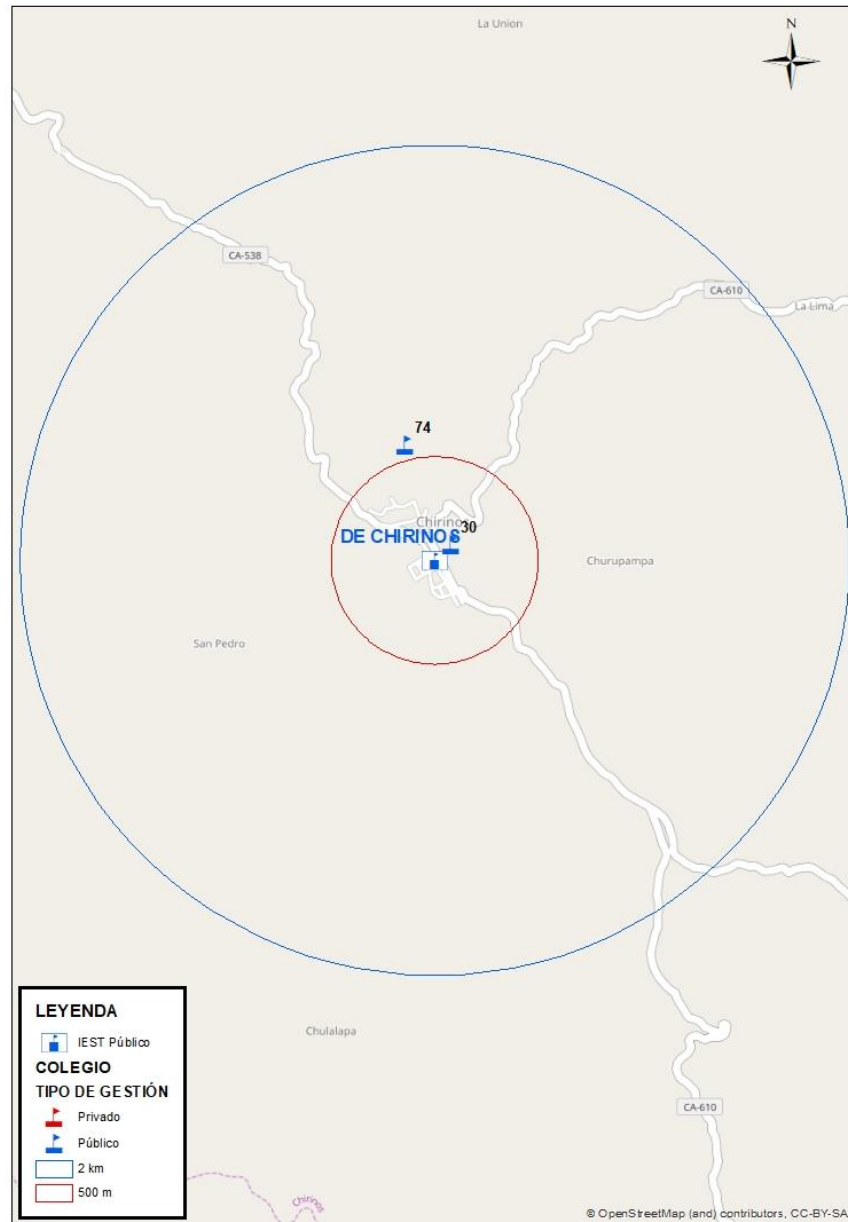 La Union
N
CA-538
CA-610
La Lima
74
Chirinos
30
DE CHIRINOS
Churupampa
San Pedro
Chulalapa
CA-610
Chirinos
LEYENDA
IEST Público
COLEGIO
TIPO DE GESTIÓN
Privado
Público
2 km
500 m
© OpenStreetMap (and) contributors, CC-BY-SA